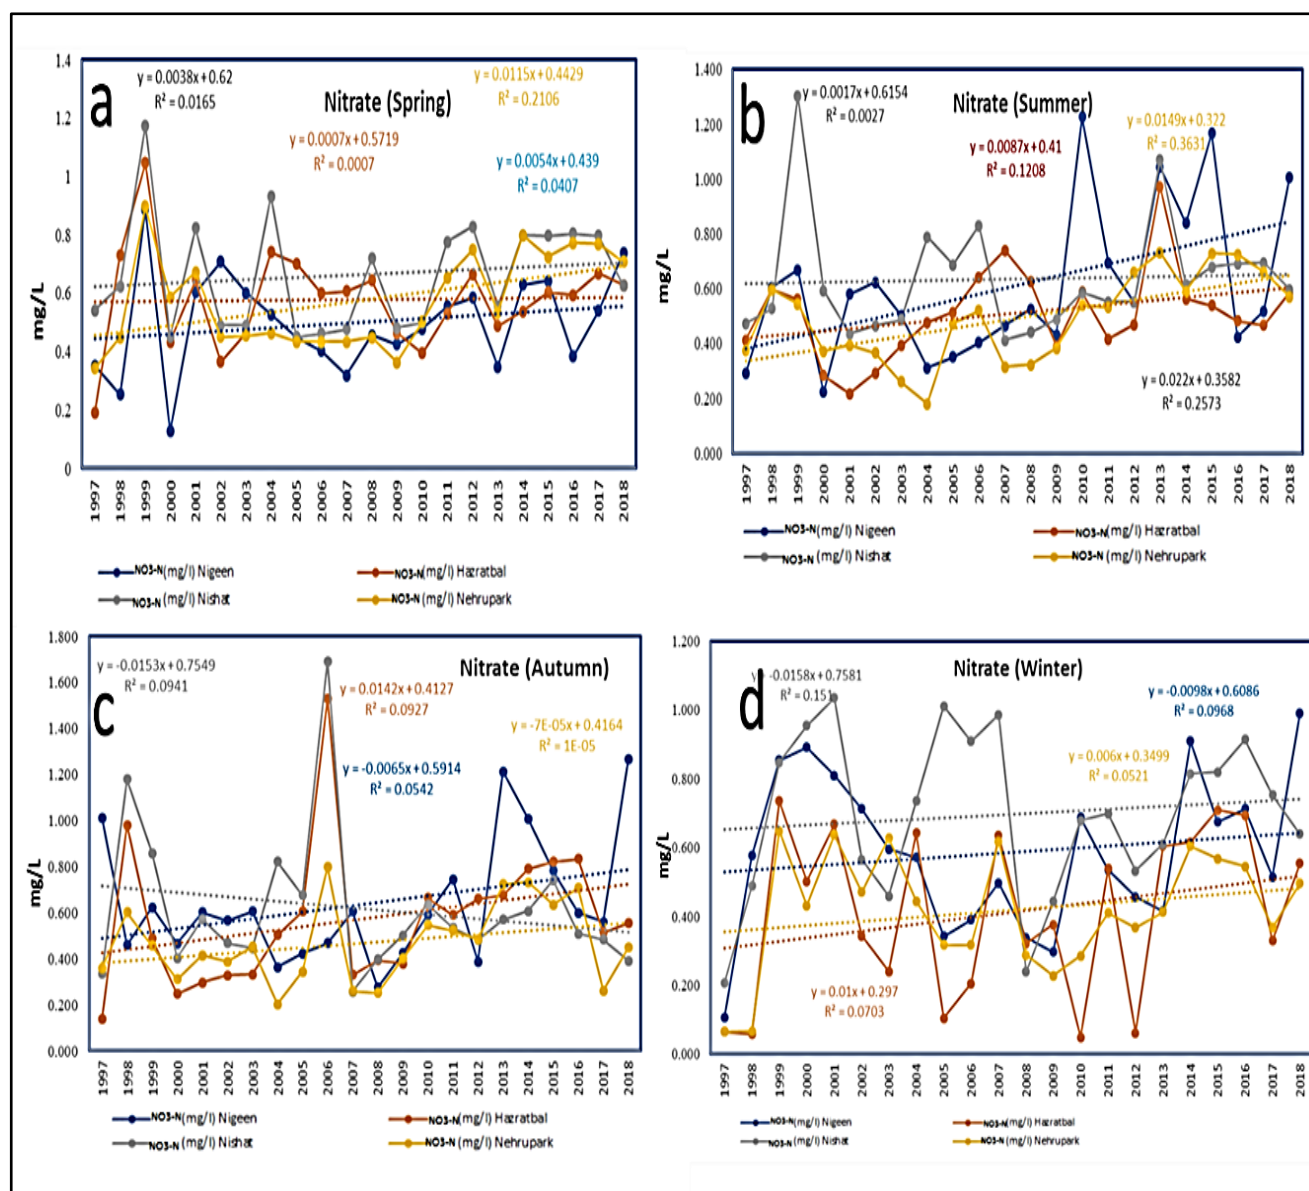 a
Nitrate (Spring)
y = 0.0038x + 0.62
R² = 0.0165
y = 0.0115x + 0.4429
R² = 0.2106
y = 0.0007x + 0.5719
R² = 0.0007
y = 0.0054x + 0.439
R² = 0.0407
mg/L
1.4
1.2
1
0.8
0.6
0.4
0.2
0
1997 1998 1999 2000 2001 2002 2003 2004 2005 2006 2007 2008 2009 2010 2011 2012 2013 2014 2015 2016 2017 2018
NO3-N (mg/l) Nigeen
NO3-N (mg/l) Hazratbal
NO3-N (mg/l) Nishat
NO3-N (mg/l) Nehrupark
b
Nitrate (Summer)
y = 0.0017x + 0.6154
R² = 0.0027
y = 0.0087x + 0.41
R² = 0.1208
y = 0.0149x + 0.322
R² = 0.3631
y = 0.022x + 0.3582
R² = 0.2573
mg/L
1.400
1.200
1.000
0.800
0.600
0.400
0.200
0.000
1997 1998 1999 2000 2001 2002 2003 2004 2005 2006 2007 2008 2009 2010 2011 2012 2013 2014 2015 2016 2017 2018
NO3-N (mg/l) Nigeen
NO3-N (mg/l) Hazratbal
NO3-N (mg/l) Nishat
NO3-N (mg/l) Nehrupark
c
Nitrate (Autumn)
y = -0.0153x + 0.7549
R² = 0.0941
y = 0.0142x + 0.4127
R² = 0.0927
y = -7E-05x + 0.4164
R² = 1E-05
y = -0.0065x + 0.5914
R² = 0.0542
mg/L
1.800
1.600
1.400
1.200
1.000
0.800
0.600
0.400
0.200
0.000
1997 1998 1999 2000 2001 2002 2003 2004 2005 2006 2007 2008 2009 2010 2011 2012 2013 2014 2015 2016 2017 2018
NO3-N (mg/l) Nigeen
NO3-N (mg/l) Hazratbal
NO3-N (mg/l) Nishat
NO3-N (mg/l) Nehrupark
d
Nitrate (Winter)
y = -0.0158x + 0.7581
R² = 0.151
y = -0.0098x + 0.6086
R² = 0.0968
y = 0.006x + 0.3499
R² = 0.0521
y = 0.01x + 0.297
R² = 0.0703
mg/L
1.200
1.000
0.800
0.600
0.400
0.200
0.000
1997 1998 1999 2000 2001 2002 2003 2004 2005 2006 2007 2008 2009 2010 2011 2012 2013 2014 2015 2016 2017 2018
NO3-N (mg/l) Nigeen
NO3-N (mg/l) Hazratbal
NO3-N (mg/l) Nishat
NO3-N (mg/l) Nehrupark